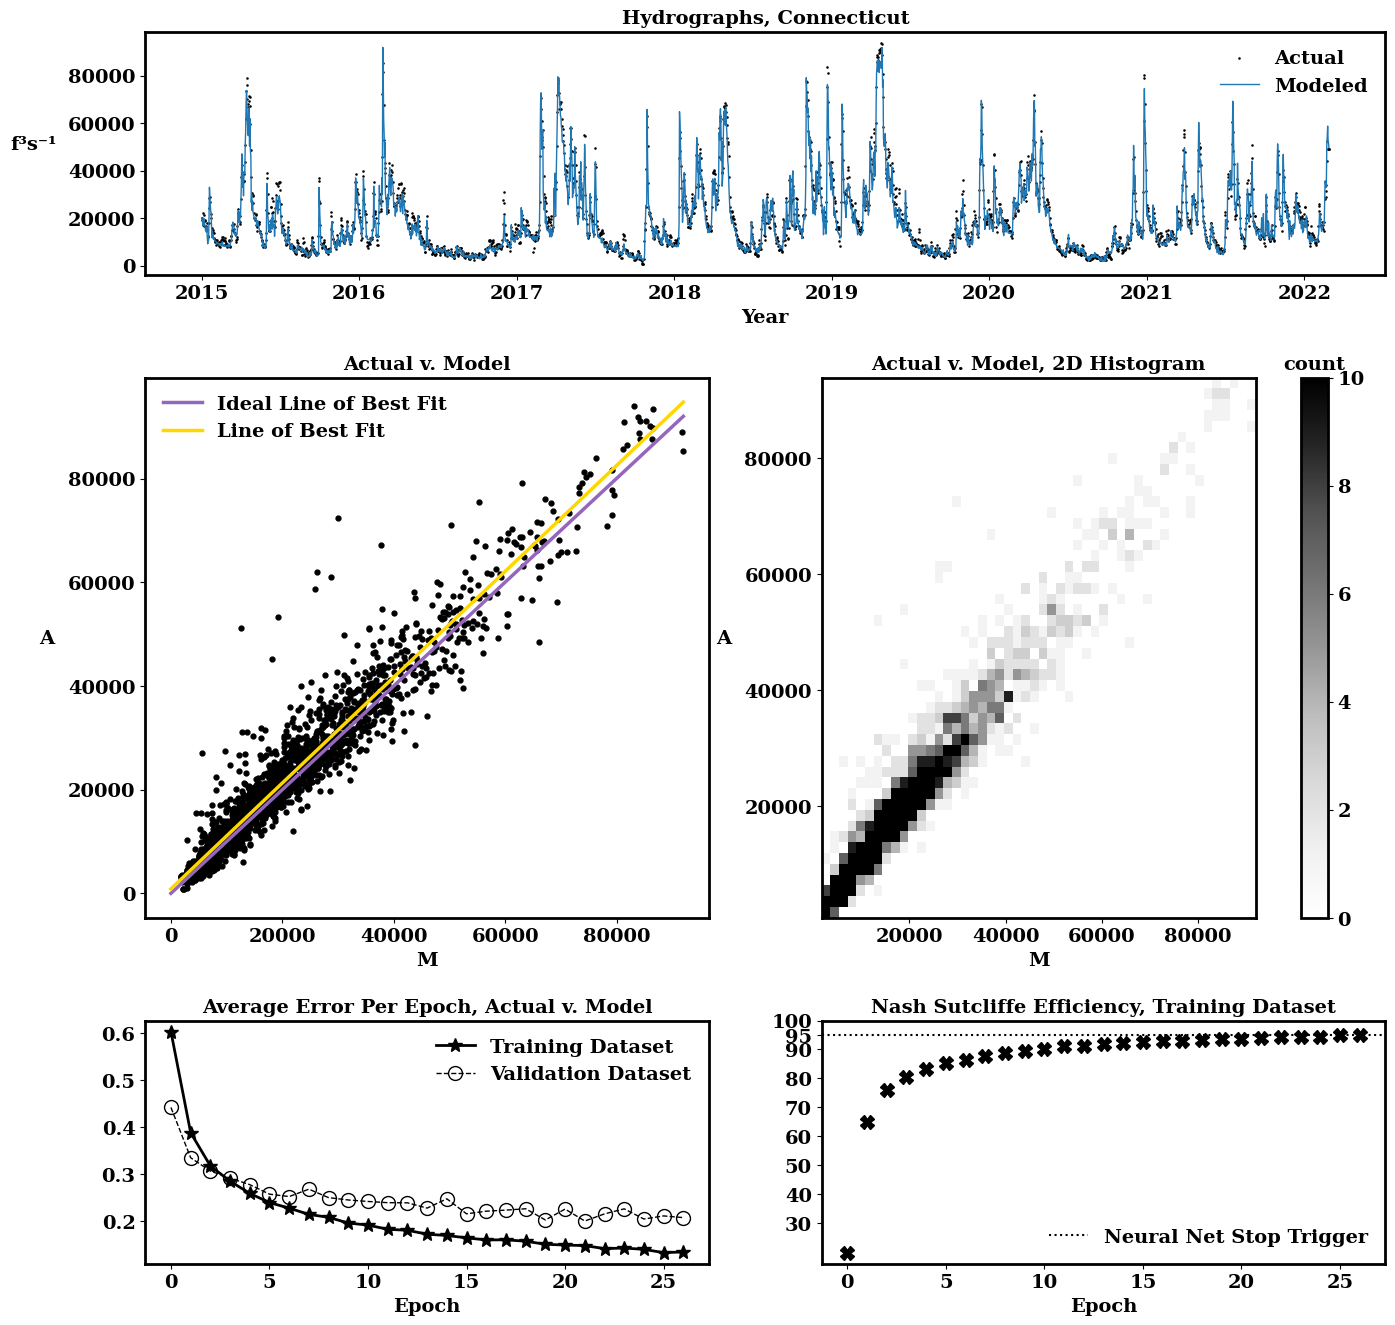 Hydrographs, Connecticut
f³s⁻¹
80000
60000
40000
20000
0
Actual
Modeled
2015 2016 2017 2018 2019 2020 2021 2022
Year
Actual v. Model
Ideal Line of Best Fit
Line of Best Fit
A
80000
60000
40000
20000
0
0 20000 40000 60000 80000
M
Actual v. Model, 2D Histogram
A
80000
60000
40000
20000
20000 40000 60000 80000
M
count
10
8
6
4
2
0
Average Error Per Epoch, Actual v. Model
0.6
0.5
0.4
0.3
0.2
Training Dataset
Validation Dataset
0 5 10 15 20 25
Epoch
Nash Sutcliffe Efficiency, Training Dataset
100
95
90
80
70
60
50
40
30
Neural Net Stop Trigger
0 5 10 15 20 25
Epoch